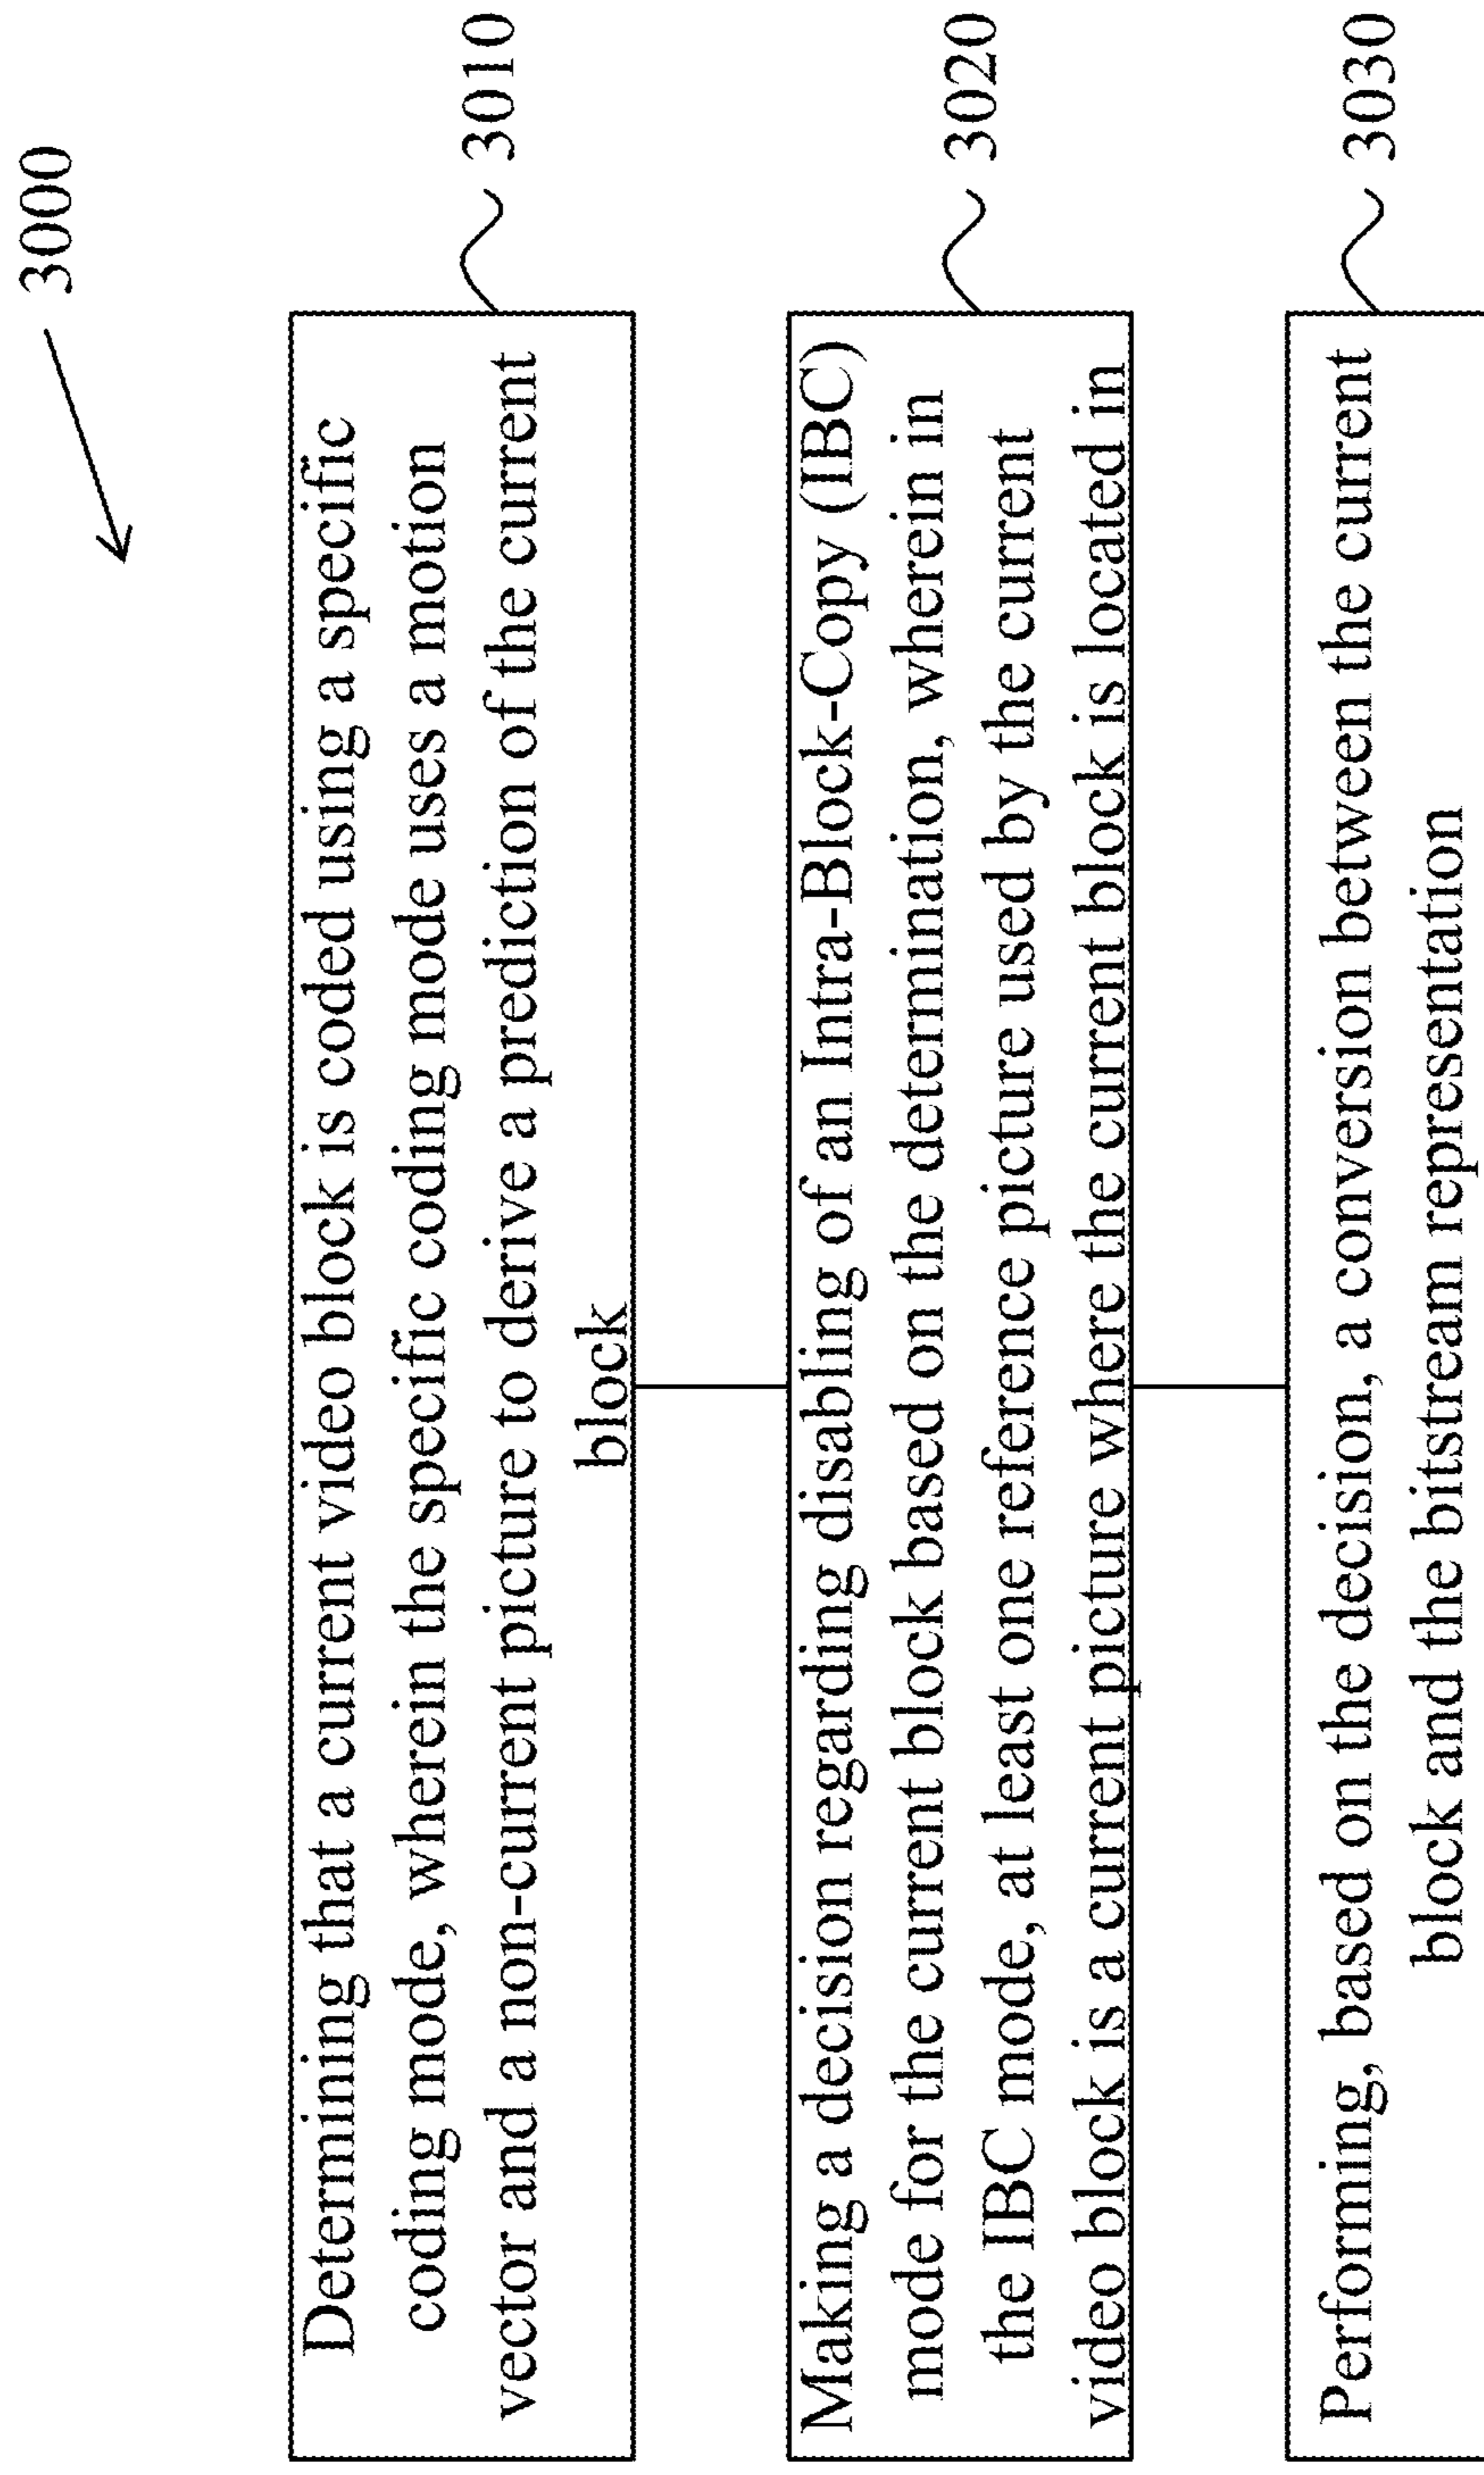 3000
Determining that a current video block is coded using a specific
coding mode, wherein the specific coding mode uses a motion
vector and a non-current picture to derive a prediction of the current
block
3010
Making a decision regarding disabling of an Intra-Block-Copy (IBC)
mode for the current block based on the determination, wherein in
the IBC mode, at least one reference picture used by the current
video block is a current picture where the current block is located in
3020
Performing, based on the decision, a conversion between the current
block and the bitstream representation
3030